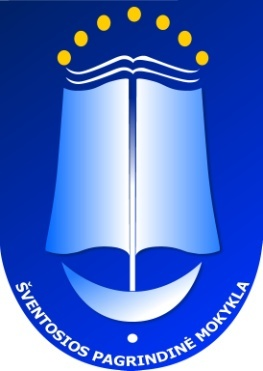 ŠVENTOSIOS PAGRINDINĖ MOKYKLA